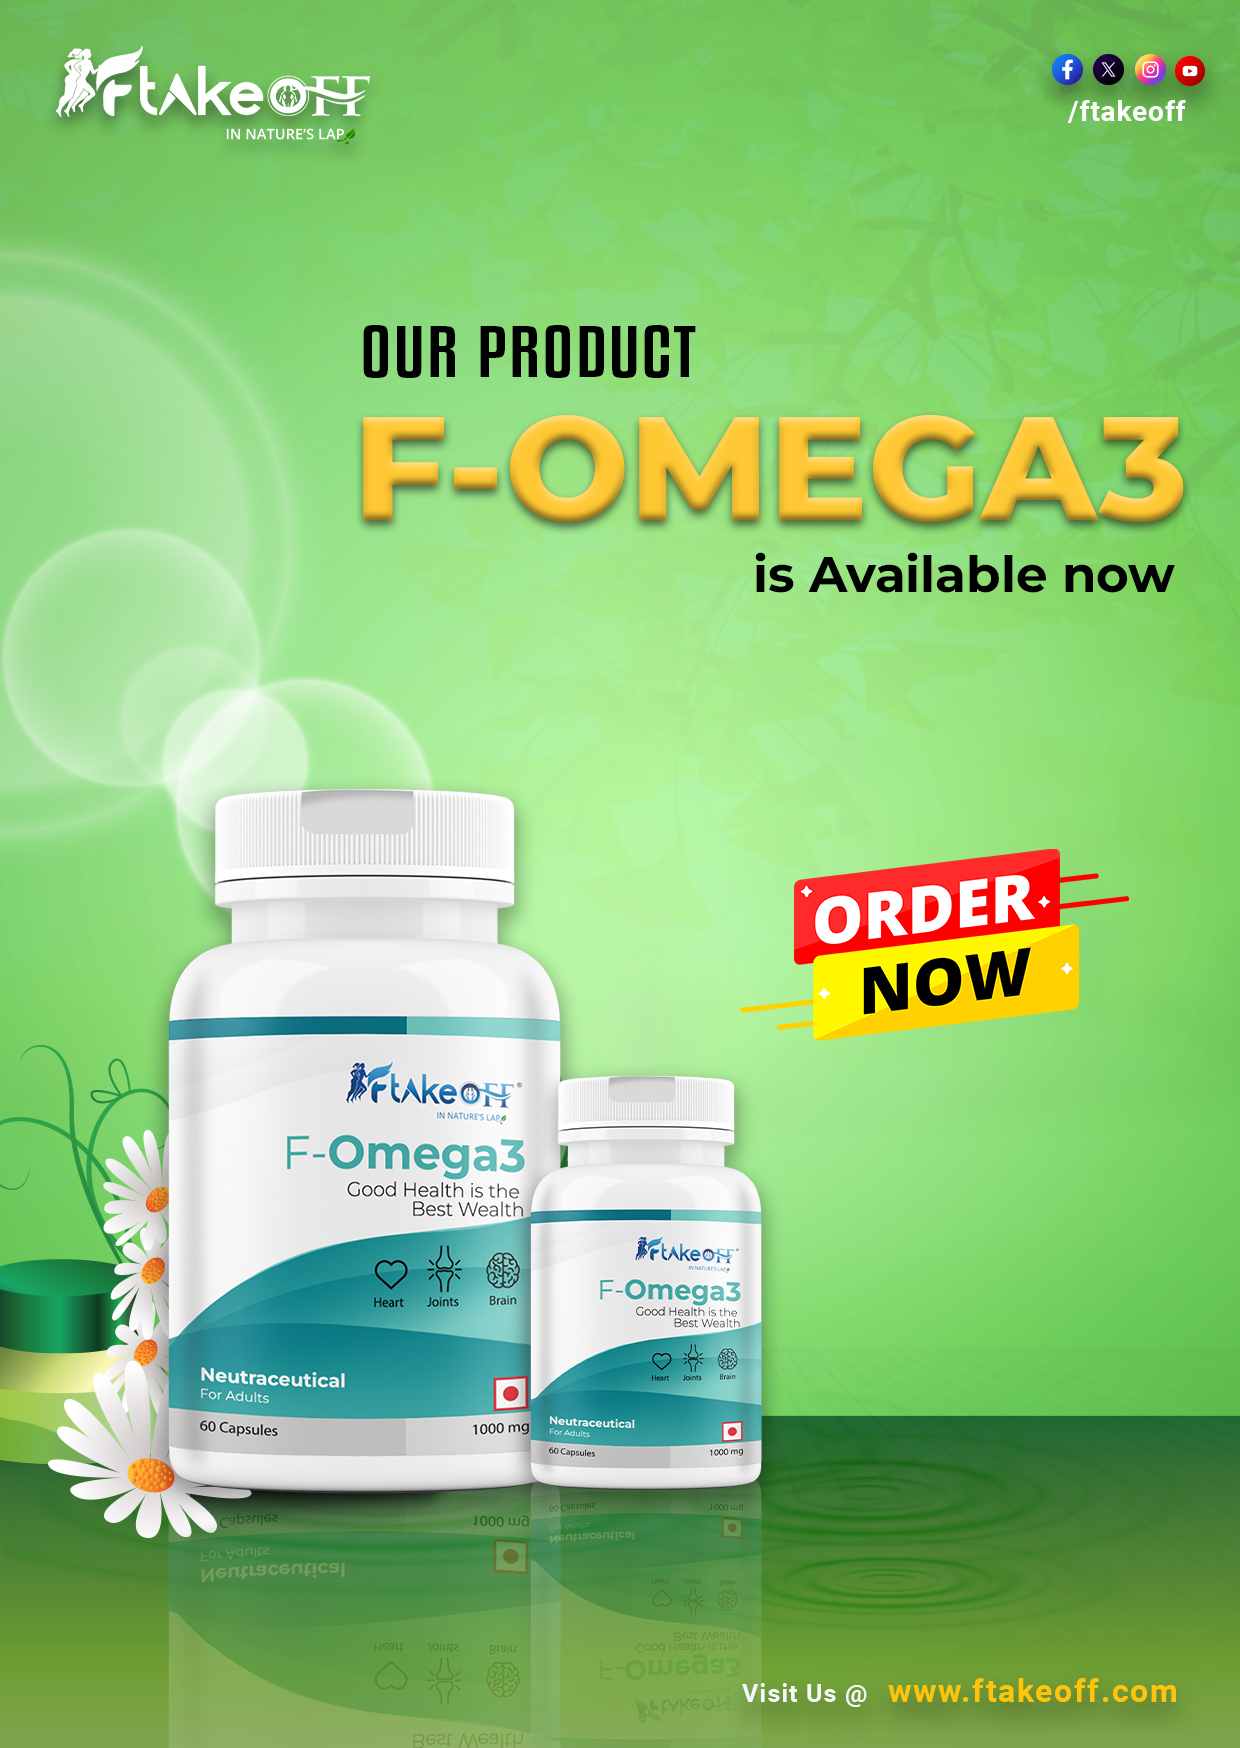 FtAkeOFF
IN NATURE'S LAP
/ftakeoff
OUR PRODUCT
F-OMEGA3
is Available now
ORDER
NOW
FtAkeOFF®
IN NATURE'S LAP
F-Omega3
Good Health is the
Best Wealth
Heart Joints Brain
Neutraceutical
For Adults
60 Capsules 1000 mg
FtAkeOFF
IN NATURE'S LAP
F-Omega3
Good Health is the
Best Wealth
Heart Joints Brain
Neutraceutical
For Adults
60 Capsules 1000 mg
Visit Us @ www.ftakeoff.com